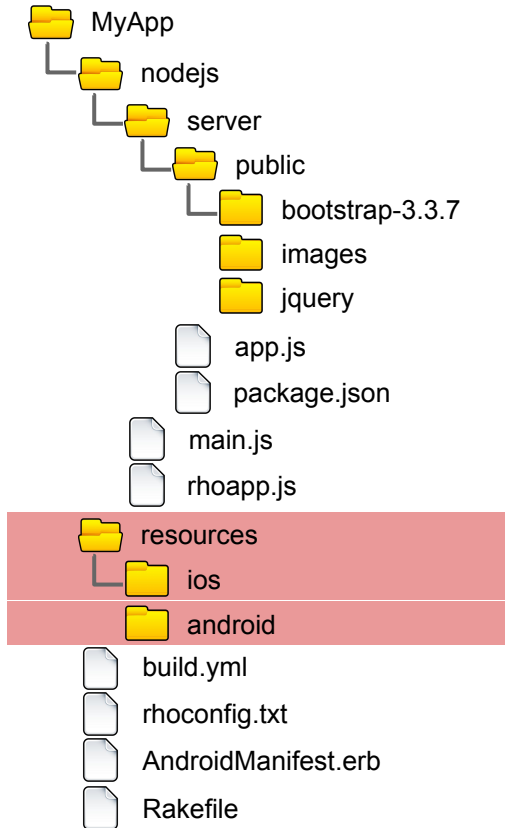 MyApp
nodejs
server
public
bootstrap-3.3.7
images
jquery
app.js
package.json
main.js
rhoapp.js
resources
ios
android
build.yml
rhoconfig.txt
AndroidManifest.erb
Rakefile